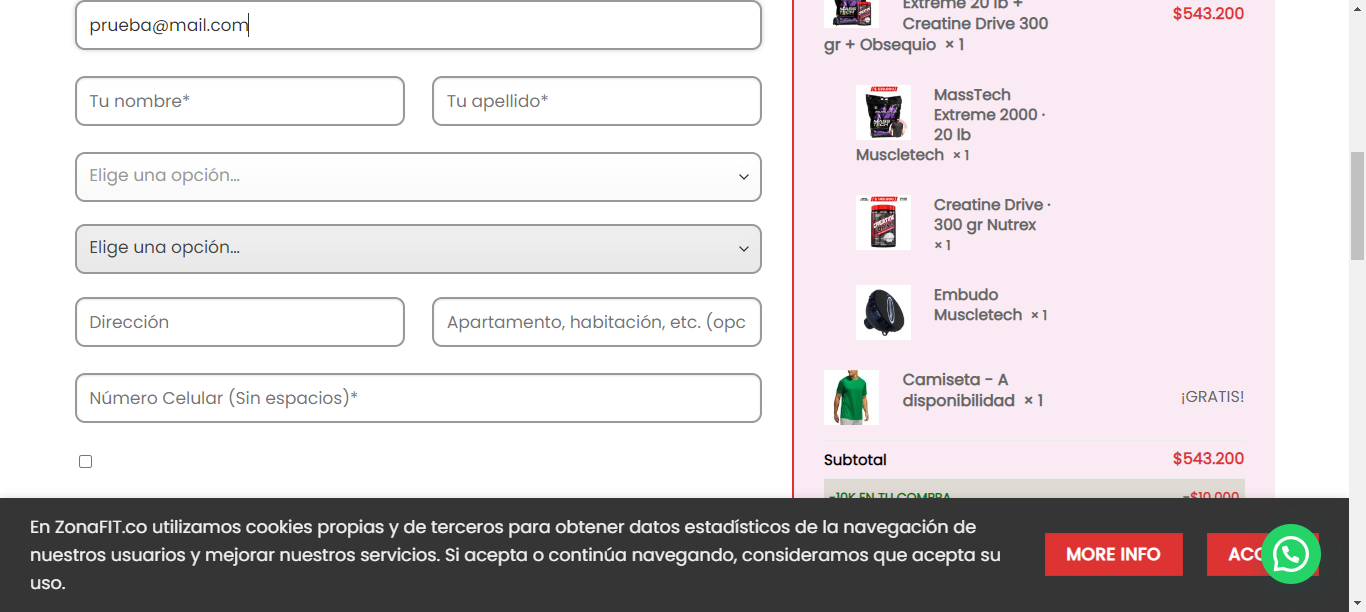 prueba@mail.com
Tu nombre*
Tu apellido*
Elige una opción...
Elige una opción...
Dirección
Apartamento, habitación, etc. (opc
Número Celular (Sin espacios)*
Extreme 20 lb +
Creatine Drive 300
gr + Obsequio × 1
$543.200
MassTech
Extreme 2000 ·
20 lb
Muscletech × 1
Creatine Drive ·
300 gr Nutrex
× 1
Embudo
Muscletech × 1
Camiseta - A
disponibilidad × 1
¡GRATIS!
Subtotal
$543.200
-10K EN TU COMPRA
-$10.000
En ZonaFIT.co utilizamos cookies propias y de terceros para obtener datos estadísticos de la navegación de
nuestros usuarios y mejorar nuestros servicios. Si acepta o continúa navegando, consideramos que acepta su
uso.
MORE INFO